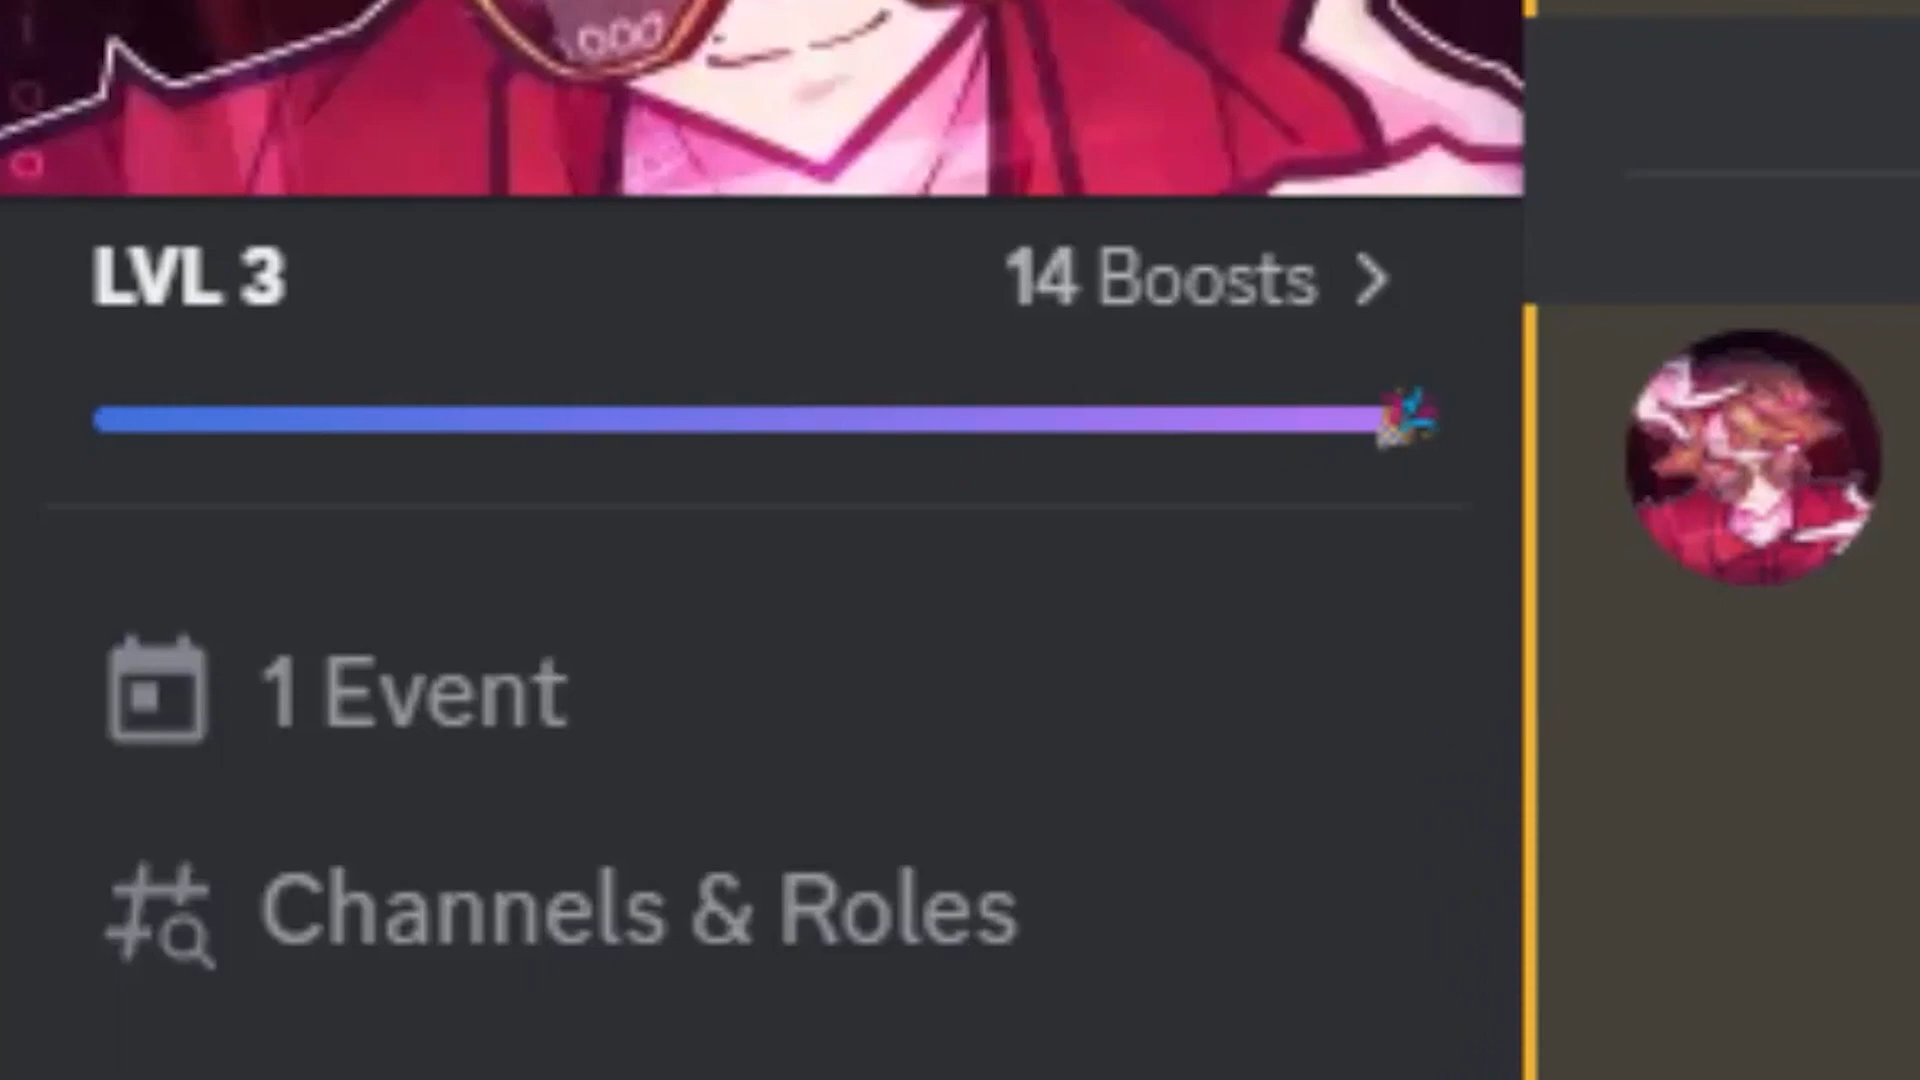 LVL 3
14 Boosts
1 Event
Channels & Roles